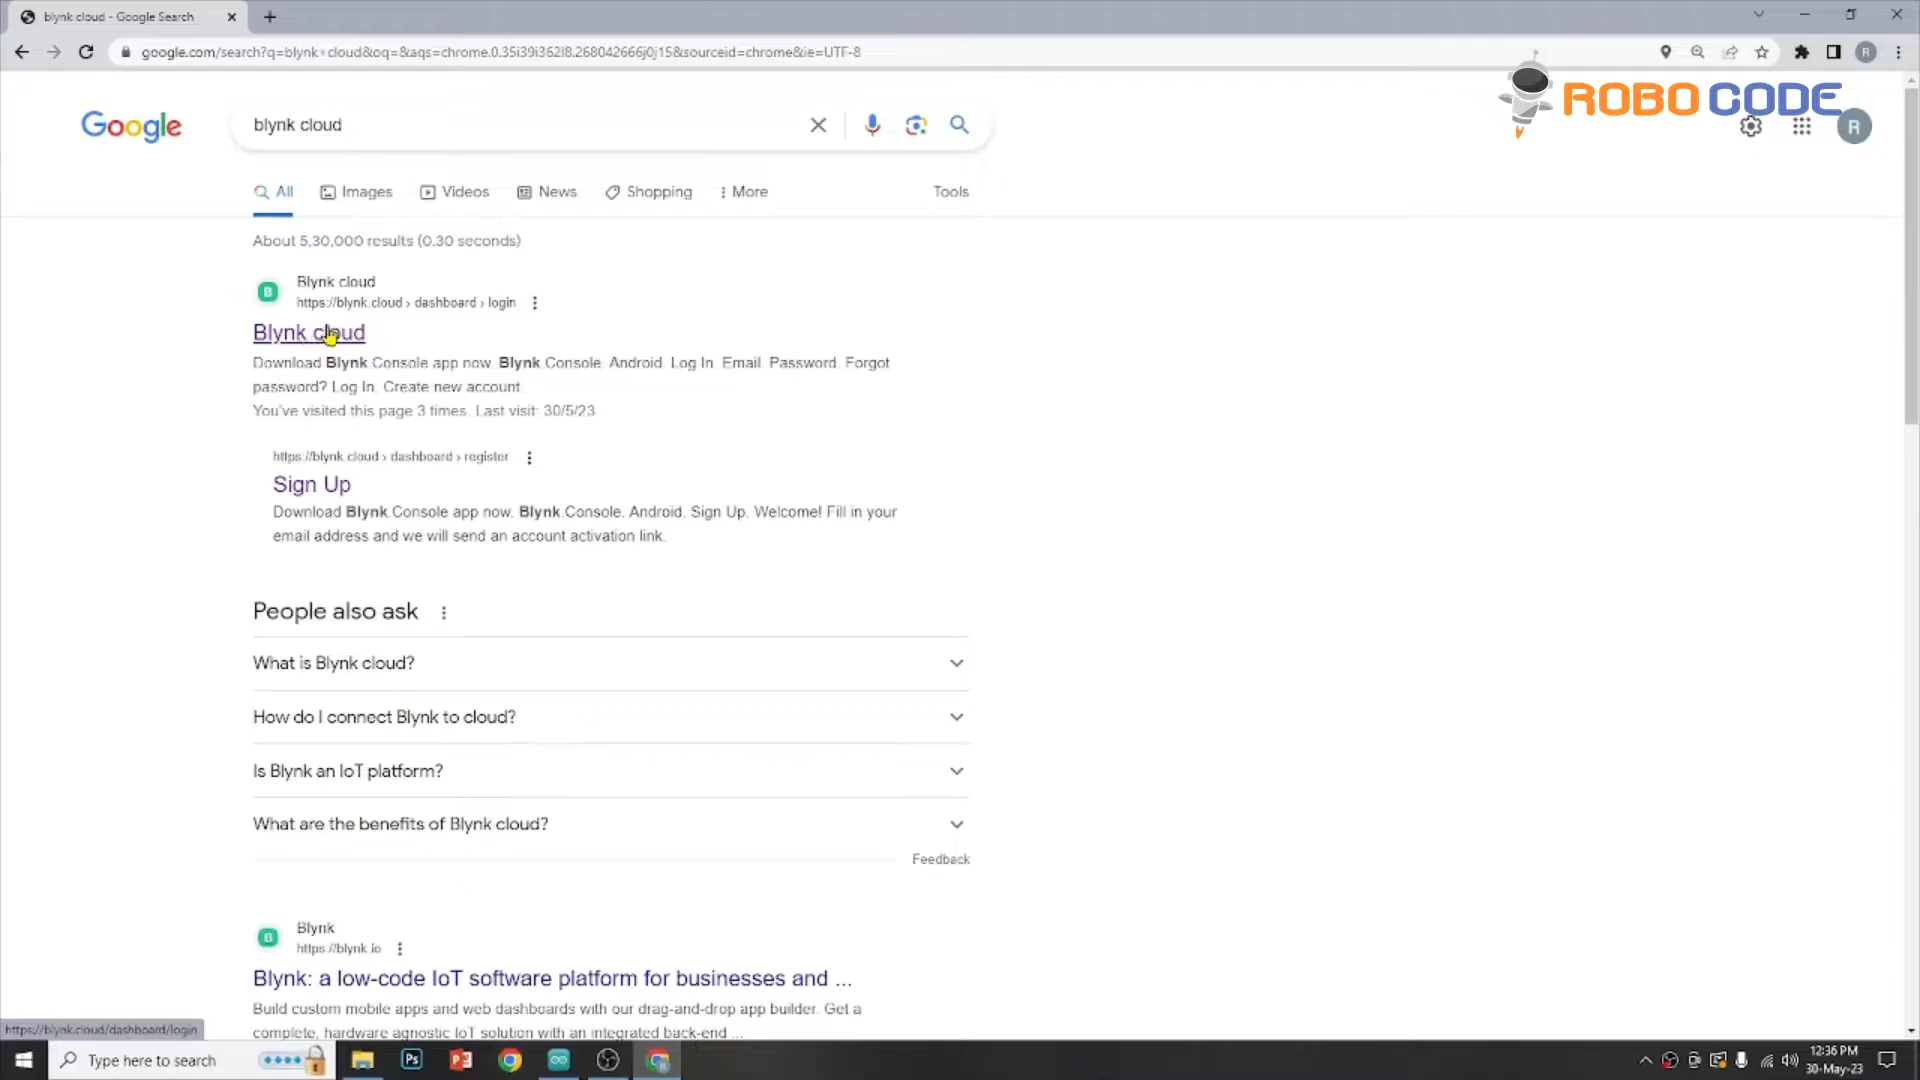 blynk cloud - Google Search
google.com/search?q=blynk+cloud&oq=&aqs=chrome.0.35i39i362l8.268042666j0j15&sourceid=chrome&ie=UTF-8
R
ROBO CODE
Google
blynk cloud
R
All
Images
Videos
News
Shopping
More
Tools
About 5,30,000 results (0.30 seconds)
B
Blynk cloud
https://blynk.cloud › dashboard › login
Blynk cloud
Download Blynk.Console app now. Blynk.Console. Android. Log In. Email. Password. Forgot
password? Log In. Create new account.
You've visited this page 3 times. Last visit: 30/5/23
https://blynk.cloud › dashboard › register
Sign Up
Download Blynk.Console app now. Blynk.Console. Android. Sign Up. Welcome! Fill in your
email address and we will send an account activation link.
People also ask
What is Blynk cloud?
How do I connect Blynk to cloud?
Is Blynk an IoT platform?
What are the benefits of Blynk cloud?
Feedback
B
Blynk
https://blynk.io
Blynk: a low-code IoT software platform for businesses and ...
Build custom mobile apps and web dashboards with our drag-and-drop app builder. Get a
complete, hardware agnostic IoT solution with an integrated back-end ...
https://blynk.cloud/dashboard/login
Type here to search
Ps
12:36 PM
30-May-23